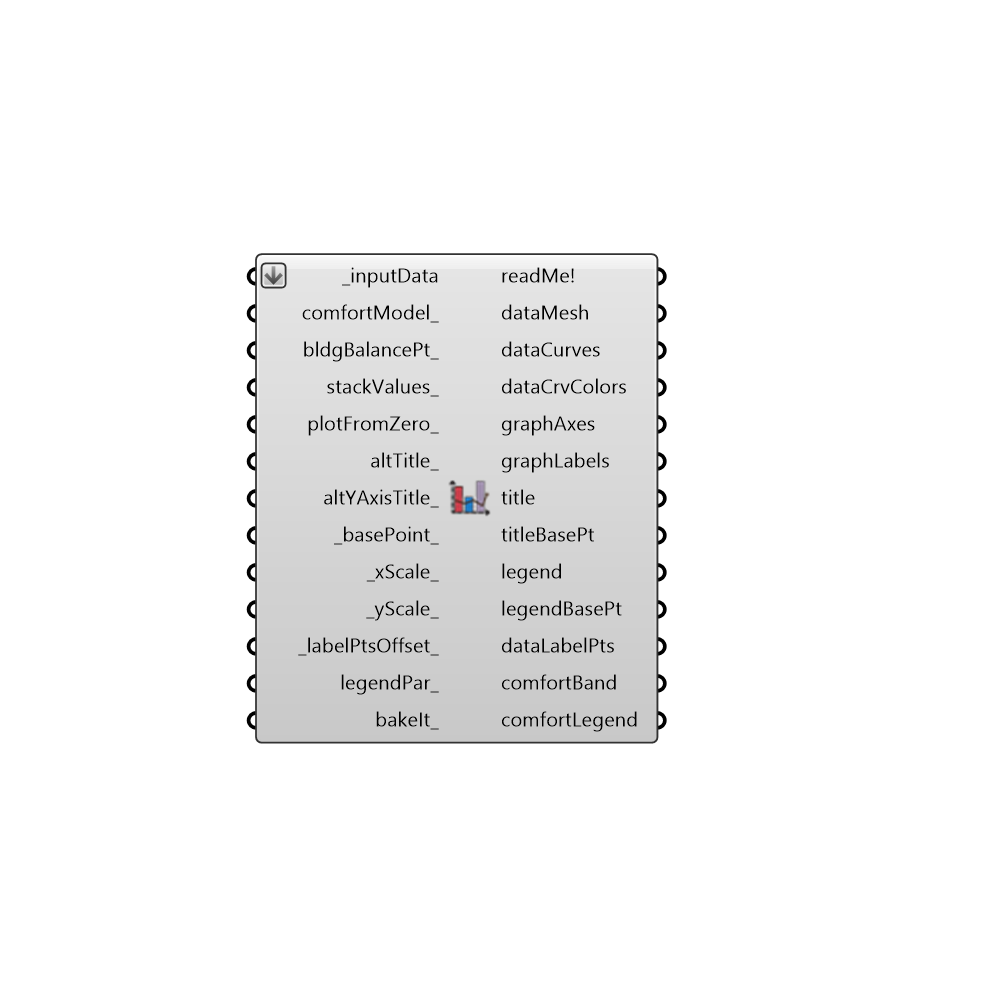 _inputData readMe!
comfortModel_ dataMesh
bldgBalancePt_ dataCurves
stackValues_ dataCrvColors
plotFromZero_ graphAxes
altTitle_ graphLabels
altYAxisTitle_ title
_basePoint_ titleBasePt
_xScale_ legend
_yScale_ legendBasePt
_labelPtsOffset_ dataLabelPts
legendPar_ comfortBand
bakeIt_ comfortLegend